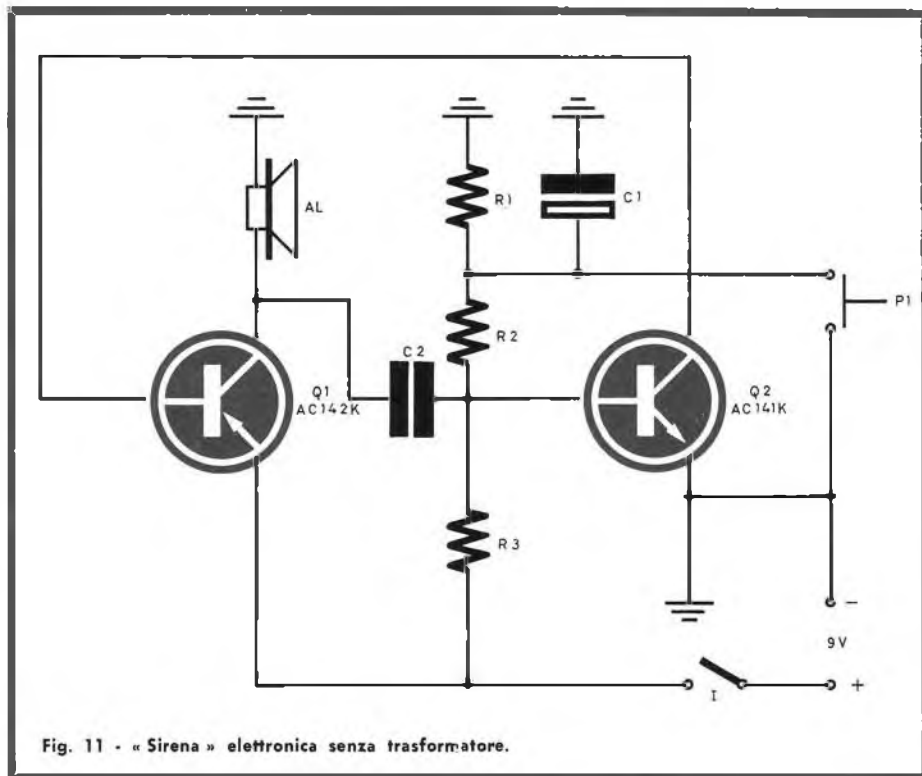 AL
R1
C1
P1
R2
C2
Q1
AC142K
Q2
AC141K
R3
-
9V
+
I
Fig. 11 - « Sirena » elettronica senza trasformatore.